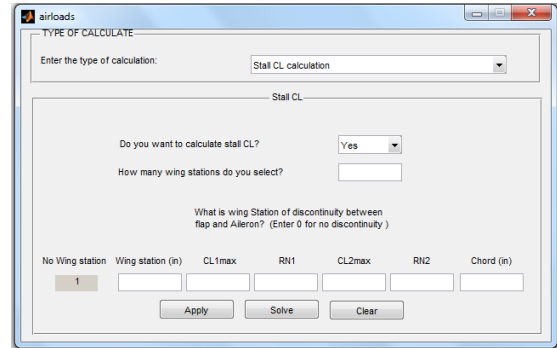 airloads
TYPE OF CALCULATE
Enter the type of calculation:
Stall CL calculation
Stall CL
Do you want to calculate stall CL?
Yes
How many wing stations do you select?
What is wing Station of discontinuity between
flap and Aileron? (Enter 0 for no discontinuity )
No Wing station Wing station (in) CL1max RN1 CL2max RN2 Chord (in)
1
Apply Solve Clear